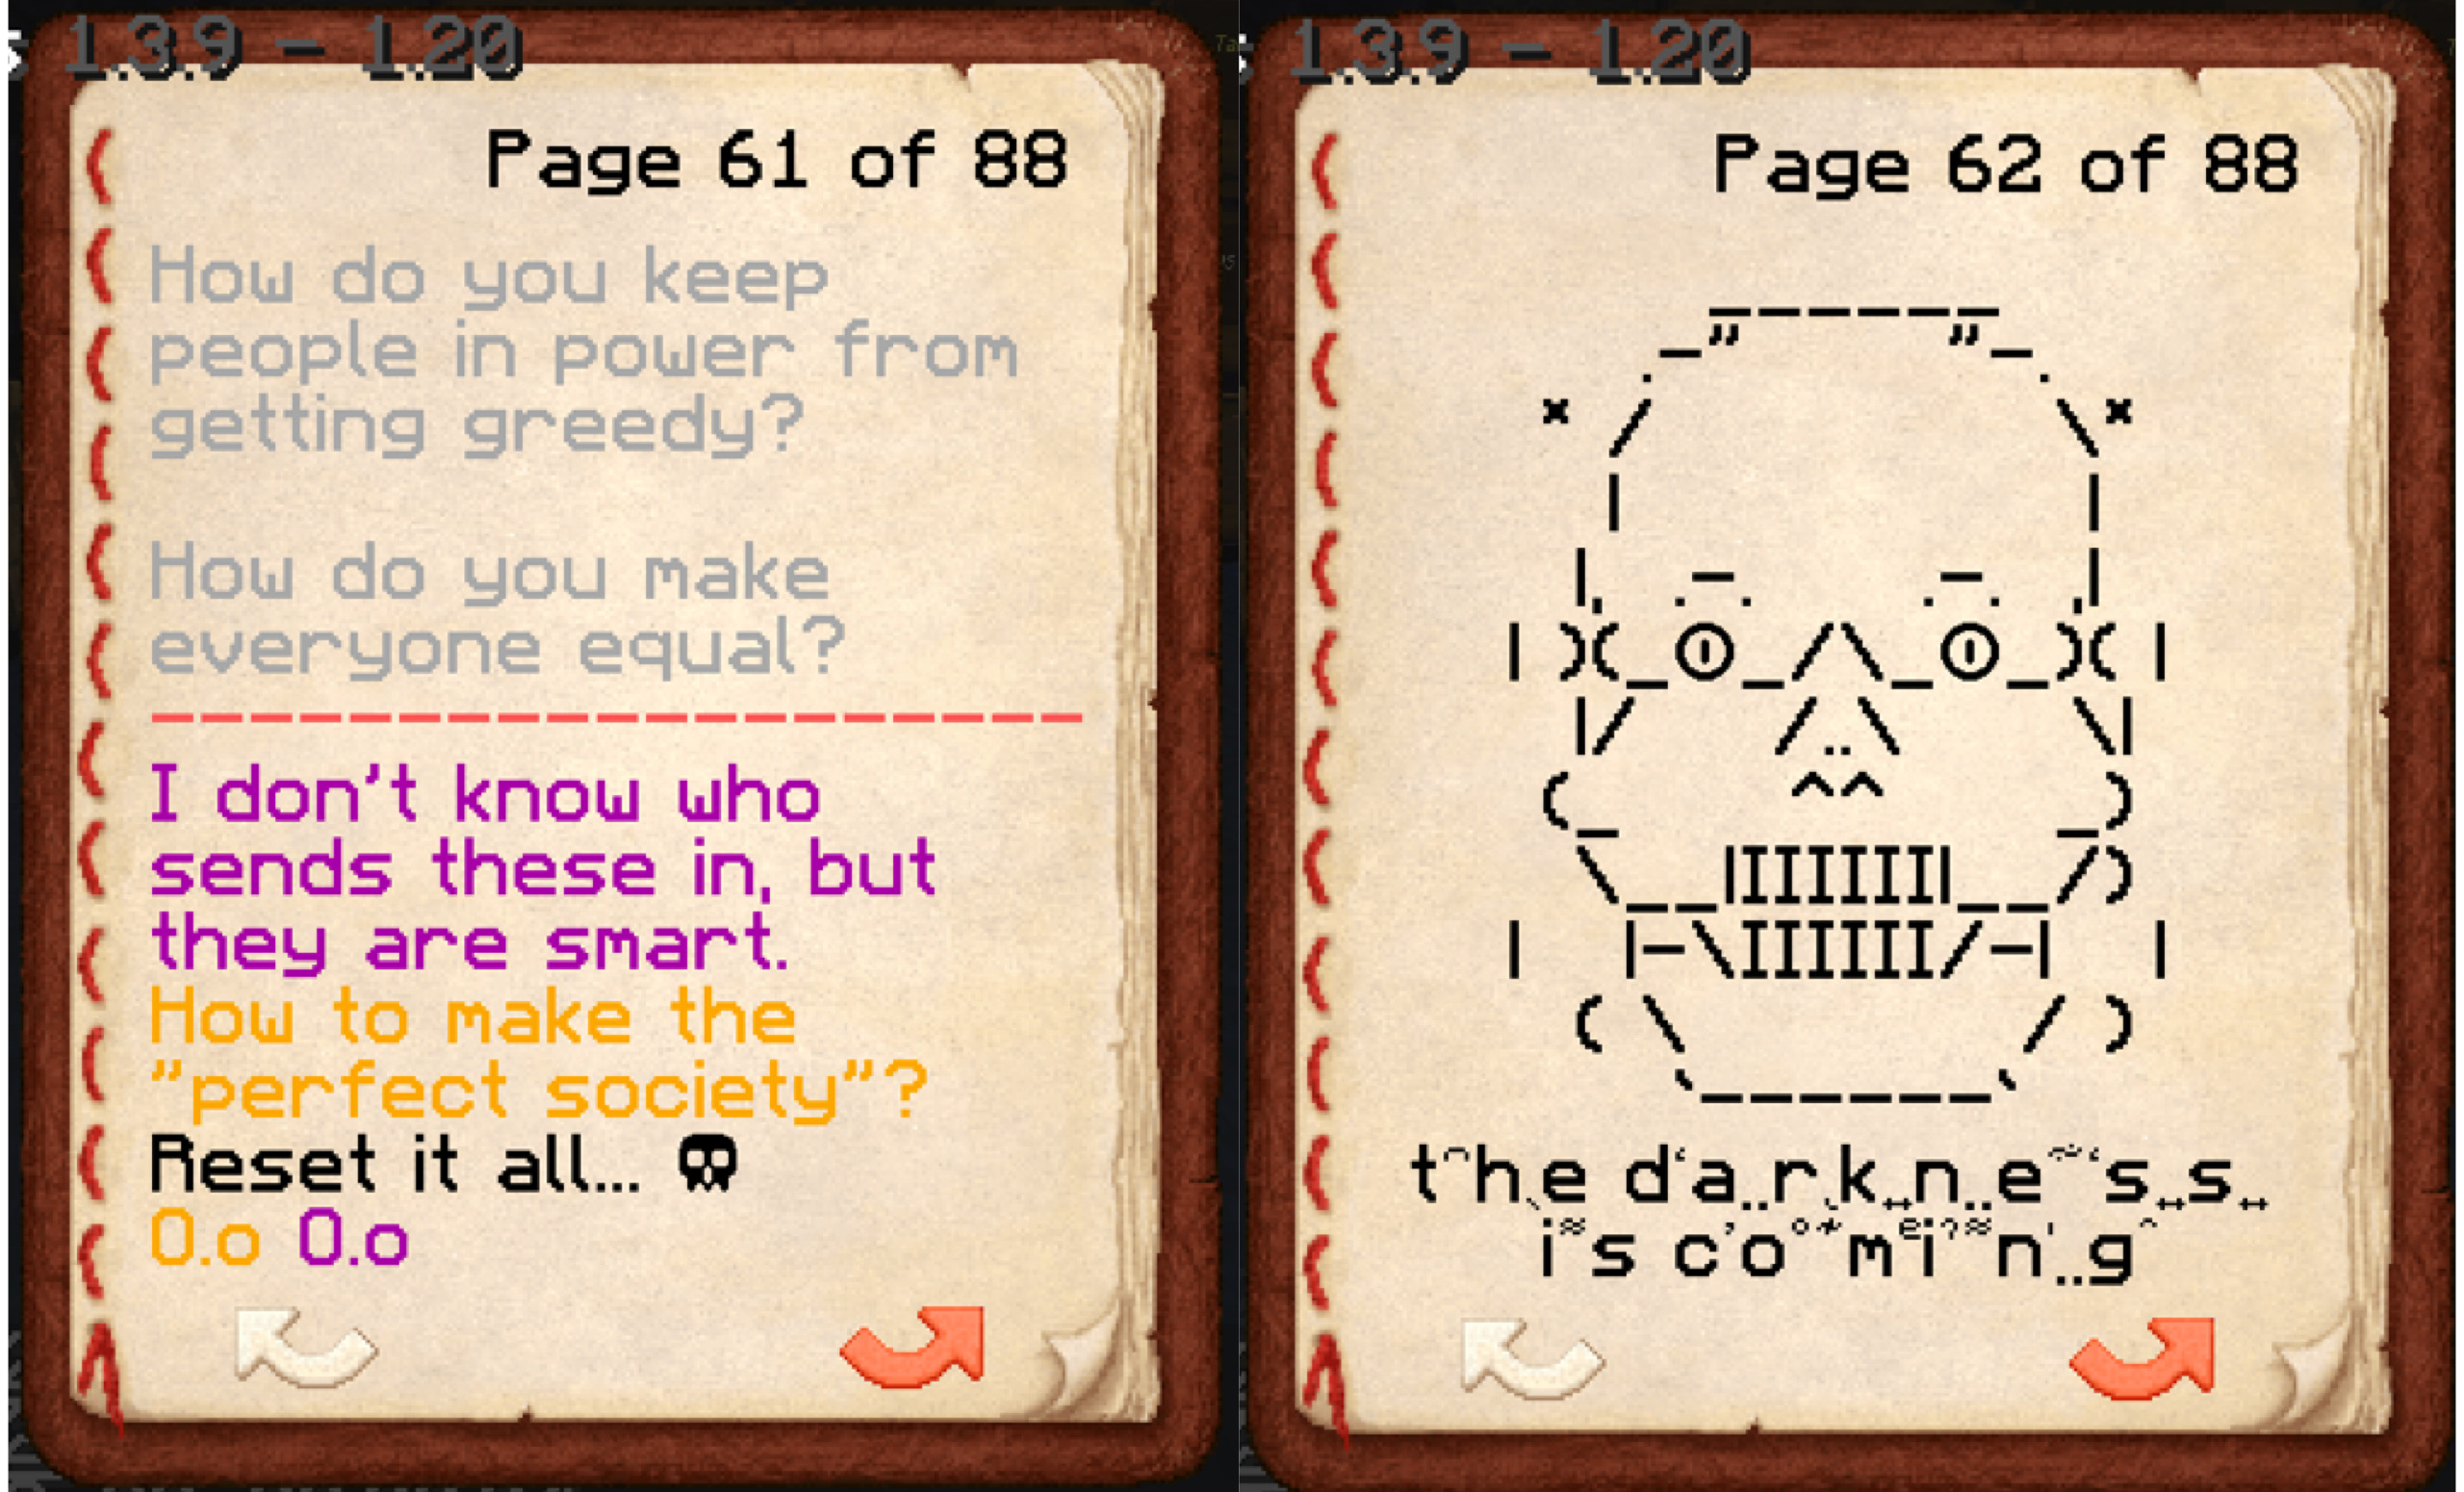 1.3.9 - 1.20
Page 61 of 88
How do you keep
people in power from
getting greedy?
How do you make
everyone equal?
--------------------
I don't know who
sends these in, but
they are smart.
How to make the
"perfect society"?
Reset it all... ☠
O.o O.o
1.3.9 - 1.20
Page 62 of 88
the darkness
is coming